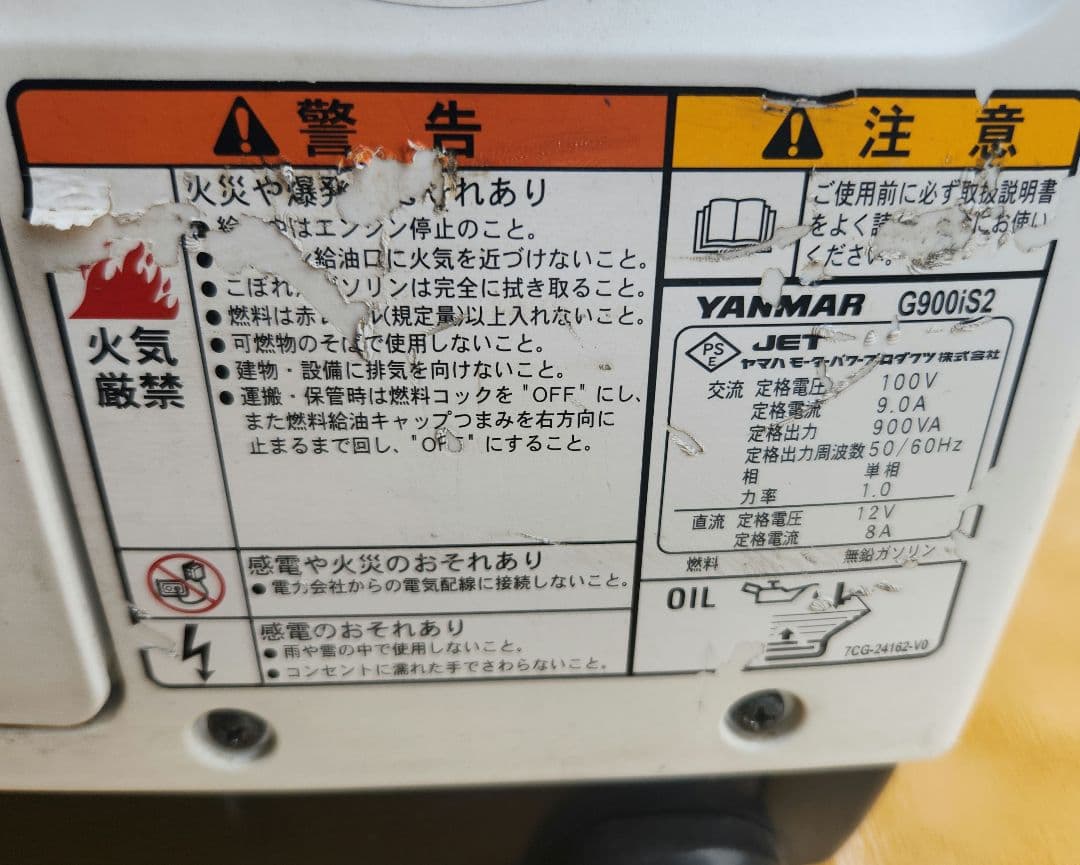 警告
火災や爆発 それあり
給 中はエンジン停止のこと。
給油口に火気を近づけないこと。
こぼれ ソリンは完全に拭き取ること。
燃料は赤 ル(規定量)以上入れないこと。
可燃物のそばで使用しないこと。
建物・設備に排気を向けないこと。
運搬・保管時は燃料コックを"OFF"にし、
また燃料給油キャップつまみを右方向に
止まるまで回し、"OFF"にすること。
火気
厳禁
感電や火災のおそれあり
電力会社からの電気配線に接続しないこと。
感電のおそれあり
雨や雪の中で使用しないこと。
コンセントに濡れた手でさわらないこと。
注意
ご使用前に必ず取扱説明書
をよく にお使い
ください。
YANMAR G900iS2
PS
E
JET
ヤマハモーターパワープロダクツ株式会社
交流 定格電圧 100V
定格電流 9.0A
定格出力 900VA
定格出力周波数 50/60Hz
相 単相
力率 1.0
直流 定格電圧 12V
定格電流 8A
燃料 無鉛ガソリン
OIL
7CG-24162-V0